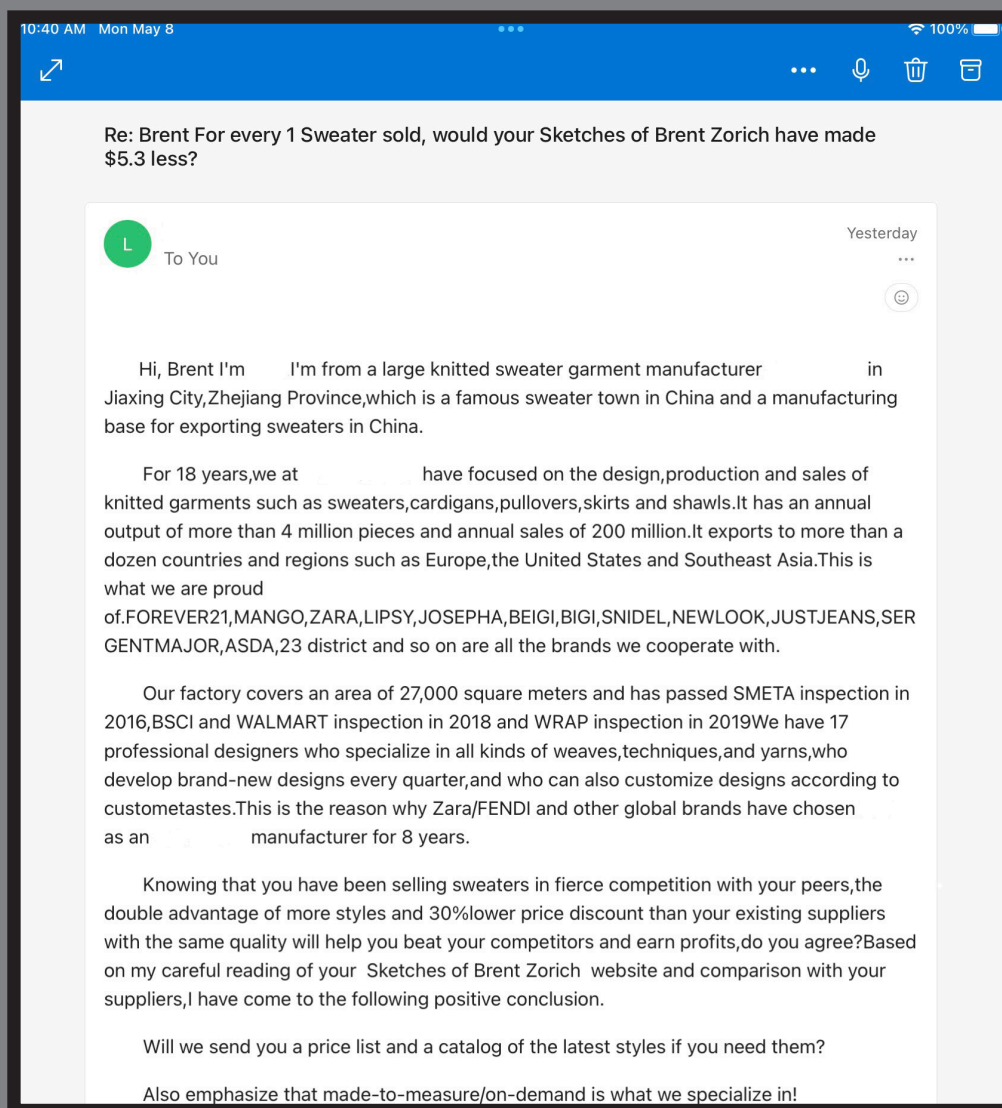 10:40 AM Mon May 8
100%
Re: Brent For every 1 Sweater sold, would your Sketches of Brent Zorich have made
$5.3 less?
L
To You
Yesterday
Hi, Brent I'm I'm from a large knitted sweater garment manufacturer in
Jiaxing City,Zhejiang Province,which is a famous sweater town in China and a manufacturing
base for exporting sweaters in China.
For 18 years,we at have focused on the design,production and sales of
knitted garments such as sweaters,cardigans,pullovers,skirts and shawls.It has an annual
output of more than 4 million pieces and annual sales of 200 million.It exports to more than a
dozen countries and regions such as Europe,the United States and Southeast Asia.This is
what we are proud
of.FOREVER21,MANGO,ZARA,LIPSY,JOSEPHA,BEIGI,BIGI,SNIDEL,NEWLOOK,JUSTJEANS,SER
GENTMAJOR,ASDA,23 district and so on are all the brands we cooperate with.
Our factory covers an area of 27,000 square meters and has passed SMETA inspection in
2016,BSCI and WALMART inspection in 2018 and WRAP inspection in 2019We have 17
professional designers who specialize in all kinds of weaves,techniques,and yarns,who
develop brand-new designs every quarter,and who can also customize designs according to
custometastes.This is the reason why Zara/FENDI and other global brands have chosen
as an manufacturer for 8 years.
Knowing that you have been selling sweaters in fierce competition with your peers,the
double advantage of more styles and 30%lower price discount than your existing suppliers
with the same quality will help you beat your competitors and earn profits,do you agree?Based
on my careful reading of your Sketches of Brent Zorich website and comparison with your
suppliers,I have come to the following positive conclusion.
Will we send you a price list and a catalog of the latest styles if you need them?
Also emphasize that made-to-measure/on-demand is what we specialize in!